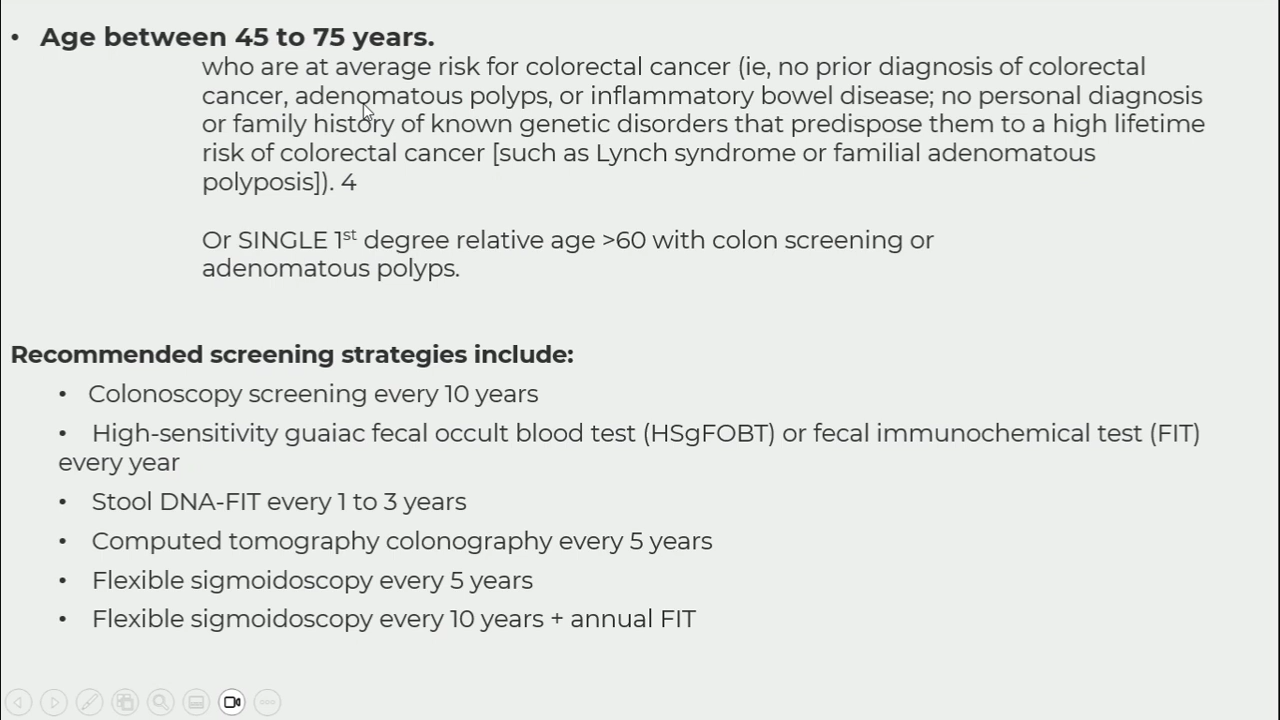 • Age between 45 to 75 years.
who are at average risk for colorectal cancer (ie, no prior diagnosis of colorectal
cancer, adenomatous polyps, or inflammatory bowel disease; no personal diagnosis
or family history of known genetic disorders that predispose them to a high lifetime
risk of colorectal cancer [such as Lynch syndrome or familial adenomatous
polyposis]). 4
Or SINGLE 1st degree relative age >60 with colon screening or
adenomatous polyps.
Recommended screening strategies include:
• Colonoscopy screening every 10 years
• High-sensitivity guaiac fecal occult blood test (HSgFOBT) or fecal immunochemical test (FIT)
every year
• Stool DNA-FIT every 1 to 3 years
• Computed tomography colonography every 5 years
• Flexible sigmoidoscopy every 5 years
• Flexible sigmoidoscopy every 10 years + annual FIT